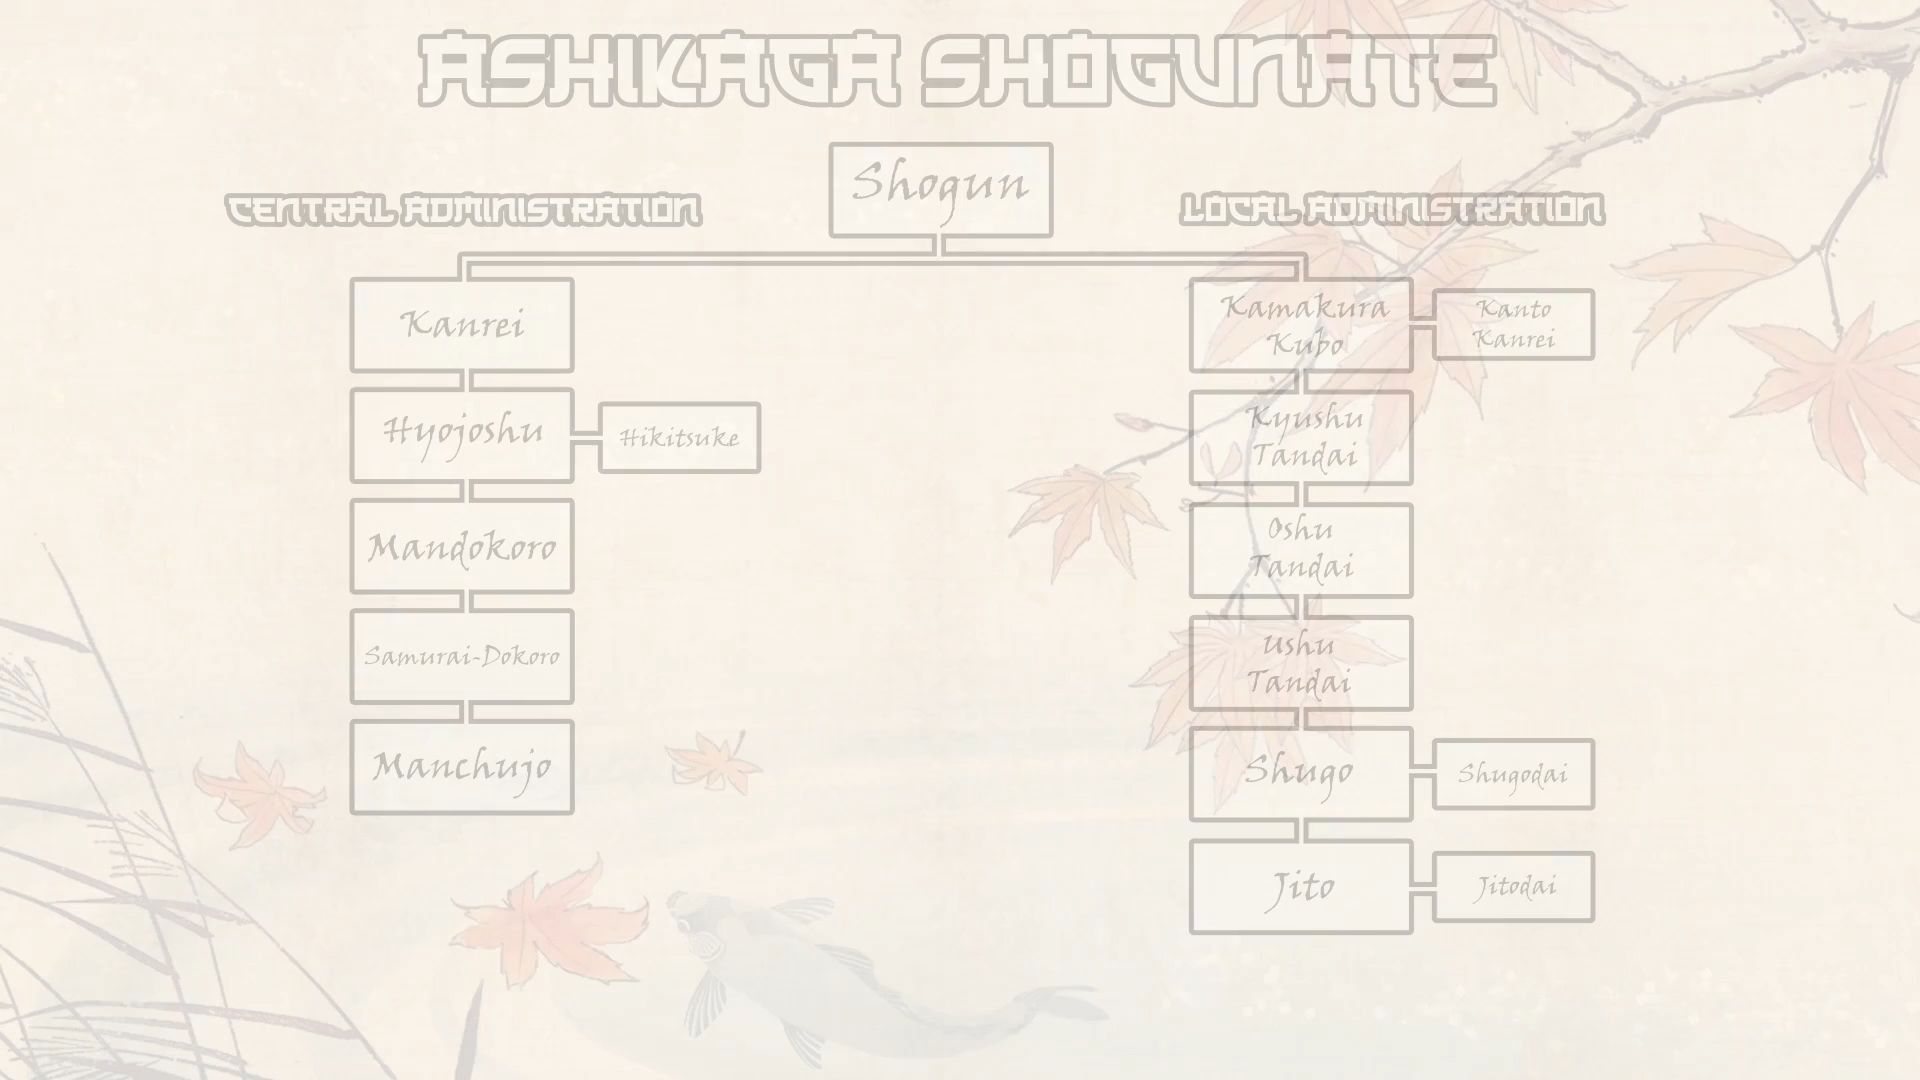 ASHIKAGA SHOGUNATE
Shogun
CENTRAL ADMINISTRATION
Kanrei
Hyojoshu
Hikitsuke
Mandokoro
Samurai-Dokoro
Manchujo
LOCAL ADMINISTRATION
Kamakura
Kubo
Kanto
Kanrei
Kyushu
Tandai
Oshu
Tandai
Ushu
Tandai
Shugo
Shugodai
Jito
Jitodai